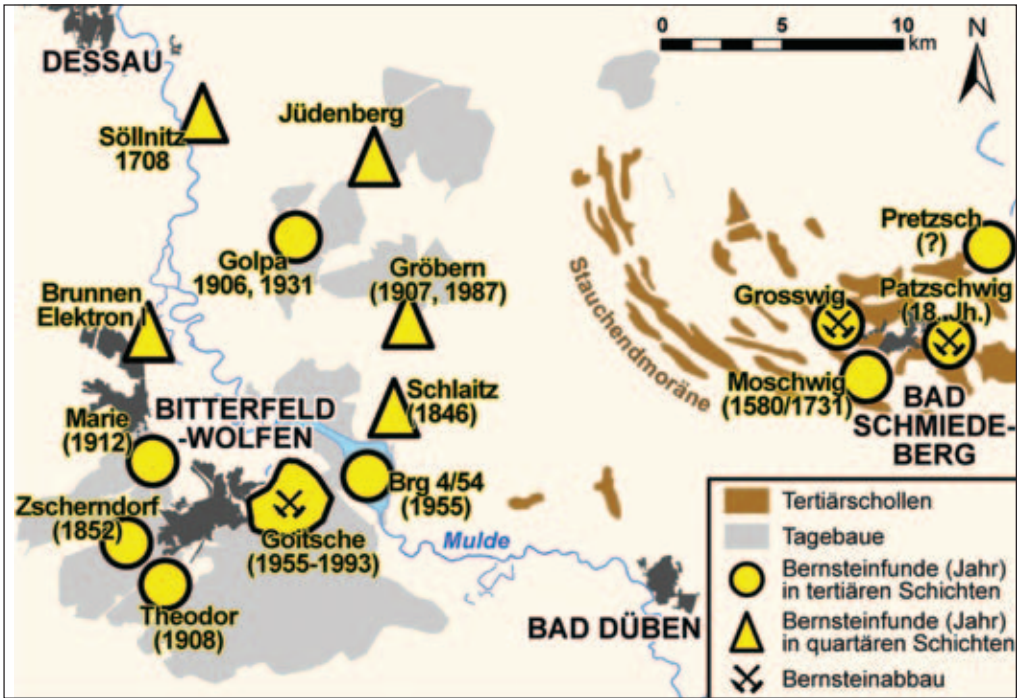 DESSAU
0 5 10
km
N
Söllnitz
1708
Jüdenberg
Golpa
1906, 1931
Gröbern
(1907, 1987)
Brunnen
Elektron I
Stauchendmoräne
Pretzsch
(?)
Grosswig
Patzschwig
(18. Jh.)
Moschwig
(1580/1731)
BAD
SCHMIEDE-
BERG
Schlaitz
(1846)
Marie
(1912)
BITTERFELD
-WOLFEN
Zscherndorf
(1852)
Goitsche
(1955-1993)
Brg 4/54
(1955)
Mulde
Theodor
(1908)
BAD DÜBEN
Tertiärschollen
Tagebaue
Bernsteinfunde (Jahr)
in tertiären Schichten
Bernsteinfunde (Jahr)
in quartären Schichten
Bernsteinabbau